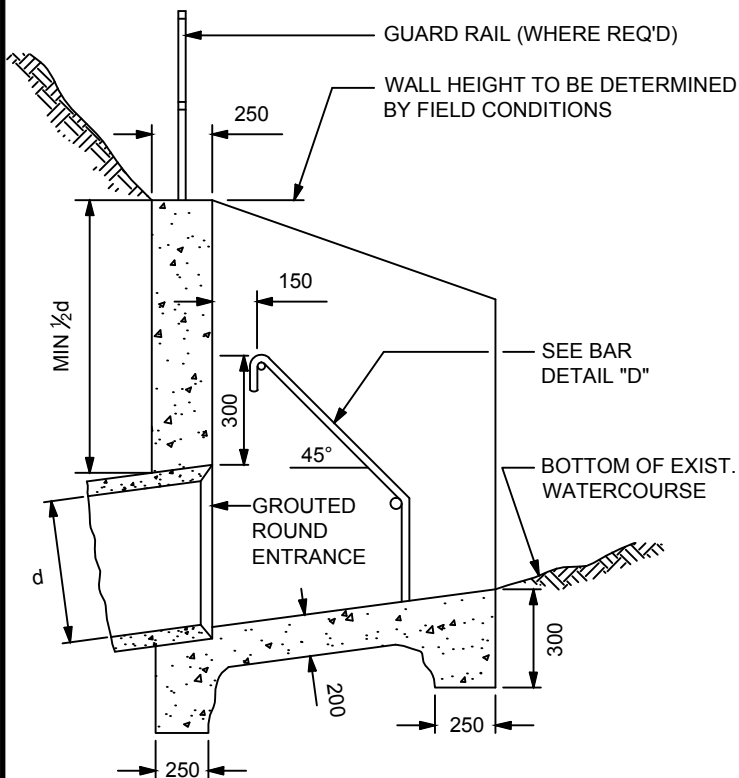 GUARD RAIL (WHERE REQ'D)
WALL HEIGHT TO BE DETERMINED
BY FIELD CONDITIONS
250
MIN ½d
150
SEE BAR
DETAIL "D"
300
45°
BOTTOM OF EXIST.
WATERCOURSE
GROUTED
ROUND
ENTRANCE
d
300
200
250
250